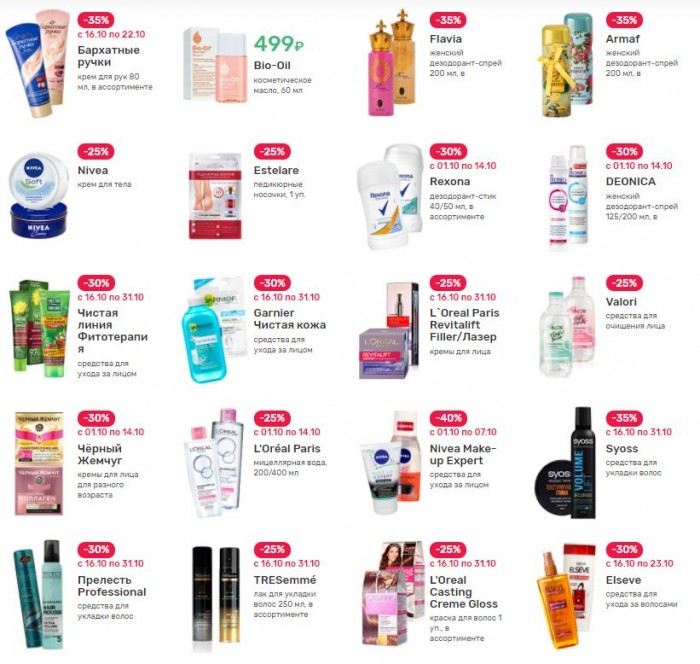 -35%
с 16.10 по 22.10
Бархатные
ручки
крем для рук 80
мл, в ассортименте
499₽
Bio-Oil
косметическое
масло, 60 мл
-35%
Flavia
женский
дезодорант-спрей
200 мл, в
-35%
Armaf
женский
дезодорант-спрей
200 мл, в
-25%
Nivea
крем для тела
-25%
Estelare
педикюрные
носочки, 1 уп.
-30%
с 01.10 по 14.10
Rexona
дезодорант-стик
40/50 мл, в
ассортименте
-30%
с 01.10 по 14.10
DEONICA
женский
дезодорант-спрей
125/200 мл, в
-30%
с 16.10 по 31.10
Чистая
линия
Фитотерапи
я
средства для
ухода за лицом
-30%
с 16.10 по 31.10
Garnier
Чистая кожа
средства для
ухода за лицом
-25%
с 16.10 по 31.10
L`Oreal Paris
Revitalift
Filler/Лазер
кремы для лица
-25%
Valori
средства для
очищения лица
-30%
с 01.10 по 14.10
Чёрный
Жемчуг
кремы для лица
для разного
возраста
-25%
с 01.10 по 14.10
L'Oréal Paris
мицеллярная вода,
200/400 мл
-40%
с 01.10 по 07.10
Nivea Make-
up Expert
средства для
ухода за лицом
-35%
с 16.10 по 31.10
Syoss
средства для
укладки волос
-30%
с 16.10 по 31.10
Прелесть
Professional
средства для
укладки волос
-25%
с 16.10 по 31.10
TRESemmé
лак для укладки
волос 250 мл, в
ассортименте
-25%
с 16.10 по 31.10
L'Oreal
Casting
Creme Gloss
краска для волос 1
уп., в
ассортименте
-30%
с 16.10 по 23.10
Elseve
средства для
ухода за волосами